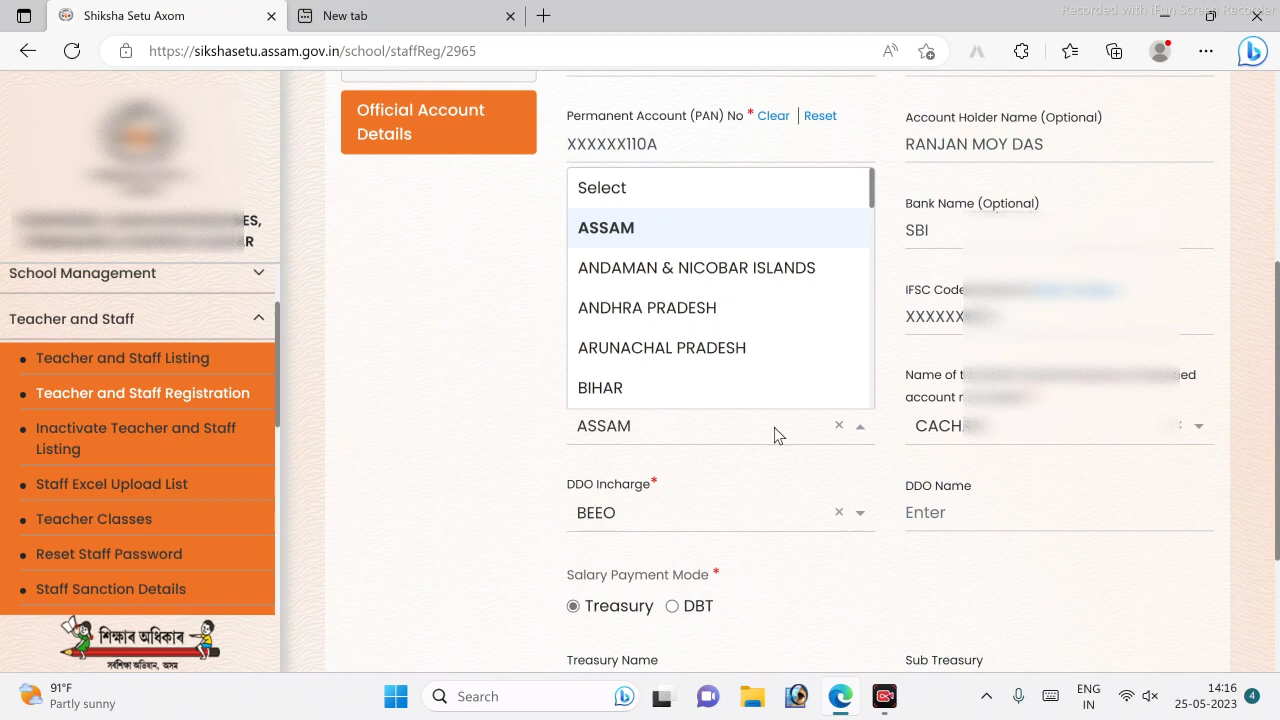 Recorded with iFun Screen Recorder
Shiksha Setu Axom
New tab
https://sikshasetu.assam.gov.in/school/staffReg/2965
ES,
R
School Management
Teacher and Staff
Teacher and Staff Listing
Teacher and Staff Registration
Inactivate Teacher and Staff
Listing
Staff Excel Upload List
Teacher Classes
Reset Staff Password
Staff Sanction Details
শিক্ষাৰ অধিকাৰ
সৰ্বশিক্ষা অভিযান, অসম
Official Account
Details
Permanent Account (PAN) No * Clear | Reset
XXXXXX110A
Account Holder Name (Optional)
RANJAN MOY DAS
Select
ASSAM
ANDAMAN & NICOBAR ISLANDS
ANDHRA PRADESH
ARUNACHAL PRADESH
BIHAR
Bank Name (Optional)
SBI
IFSC Code
XXXXXX
Name of
account
ASSAM
CACH
DDO Incharge*
BEEO
DDO Name
Enter
Salary Payment Mode *
Treasury DBT
Treasury Name
Sub Treasury
91°F
Partly sunny
Search
ENG
IN
14:16
25-05-2023
4